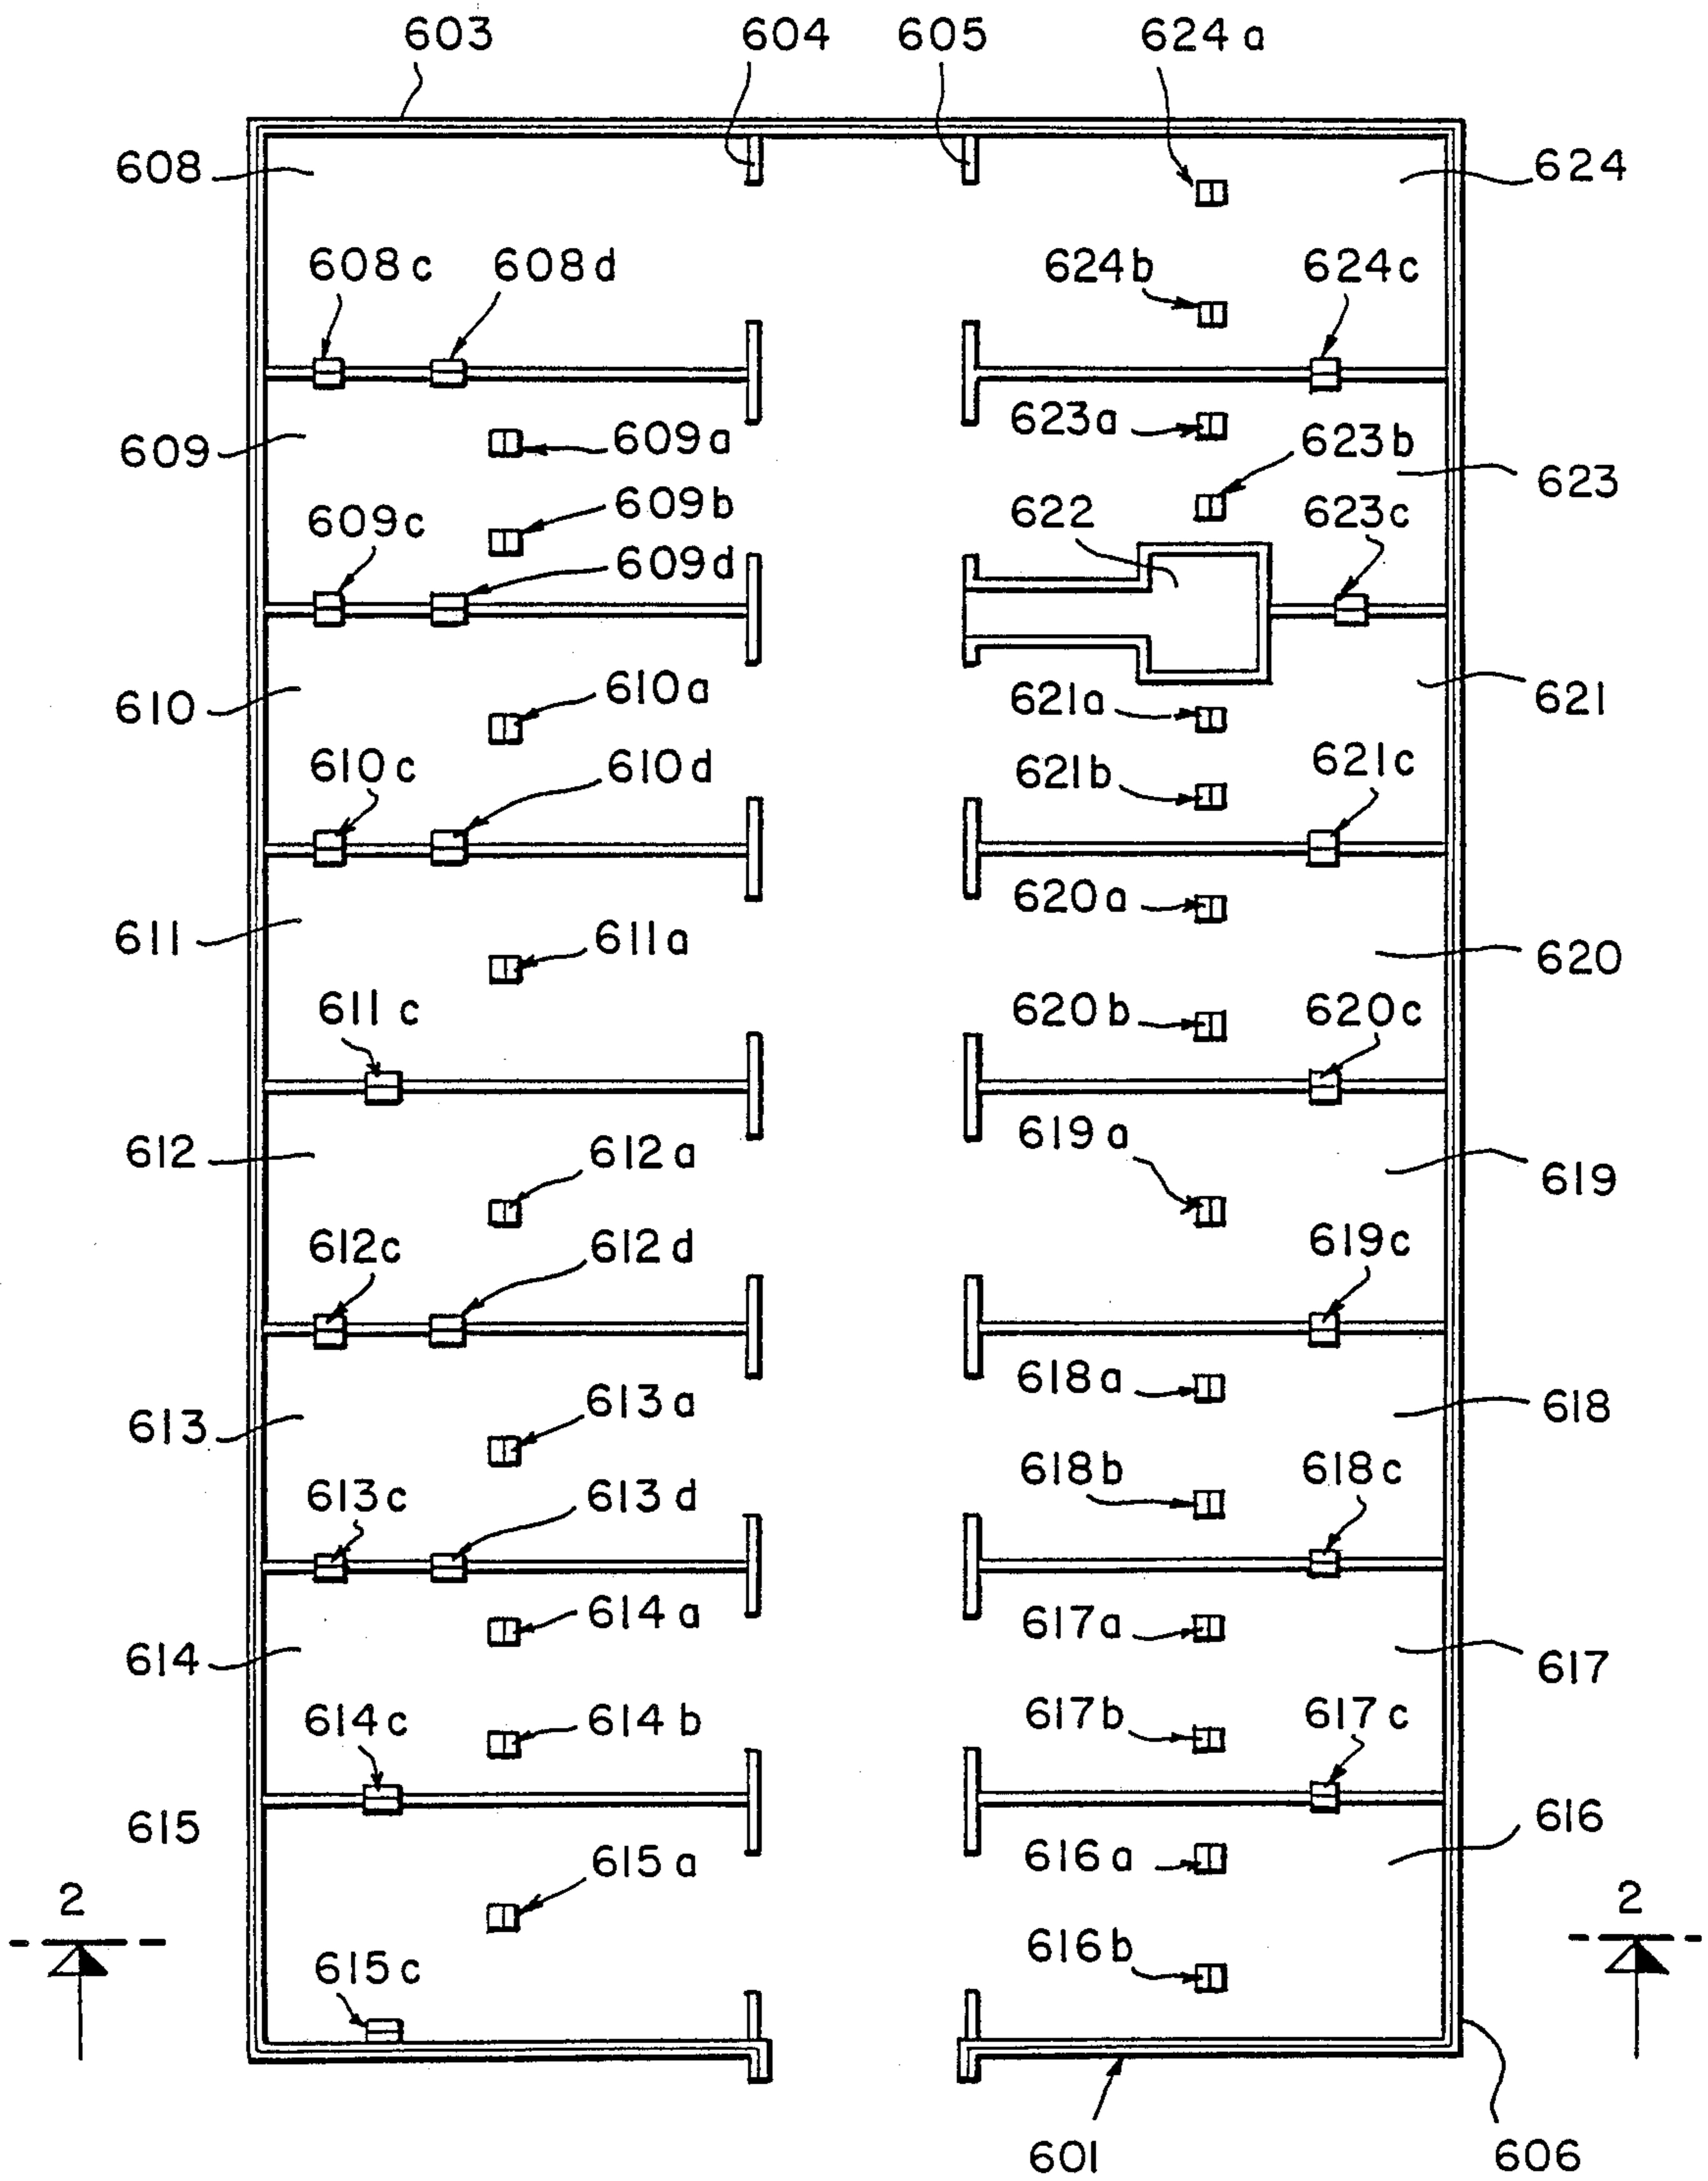 603 604 605 624a
608 624
608c 608d 624b 624c
609 609a 623a 623b 623
609c 609b 622 623c
609d
610 610a 621a 621
610c 610d 621b 621c
611 611a 620a 620
611c 620b 620c
612 612a 619a 619
612c 612d 619c
613 613a 618a 618
613c 613d 618b 618c
614 614a 617a 617
614c 614b 617b 617c
615 615a 616a 616
2 2
615c 616b
601 606